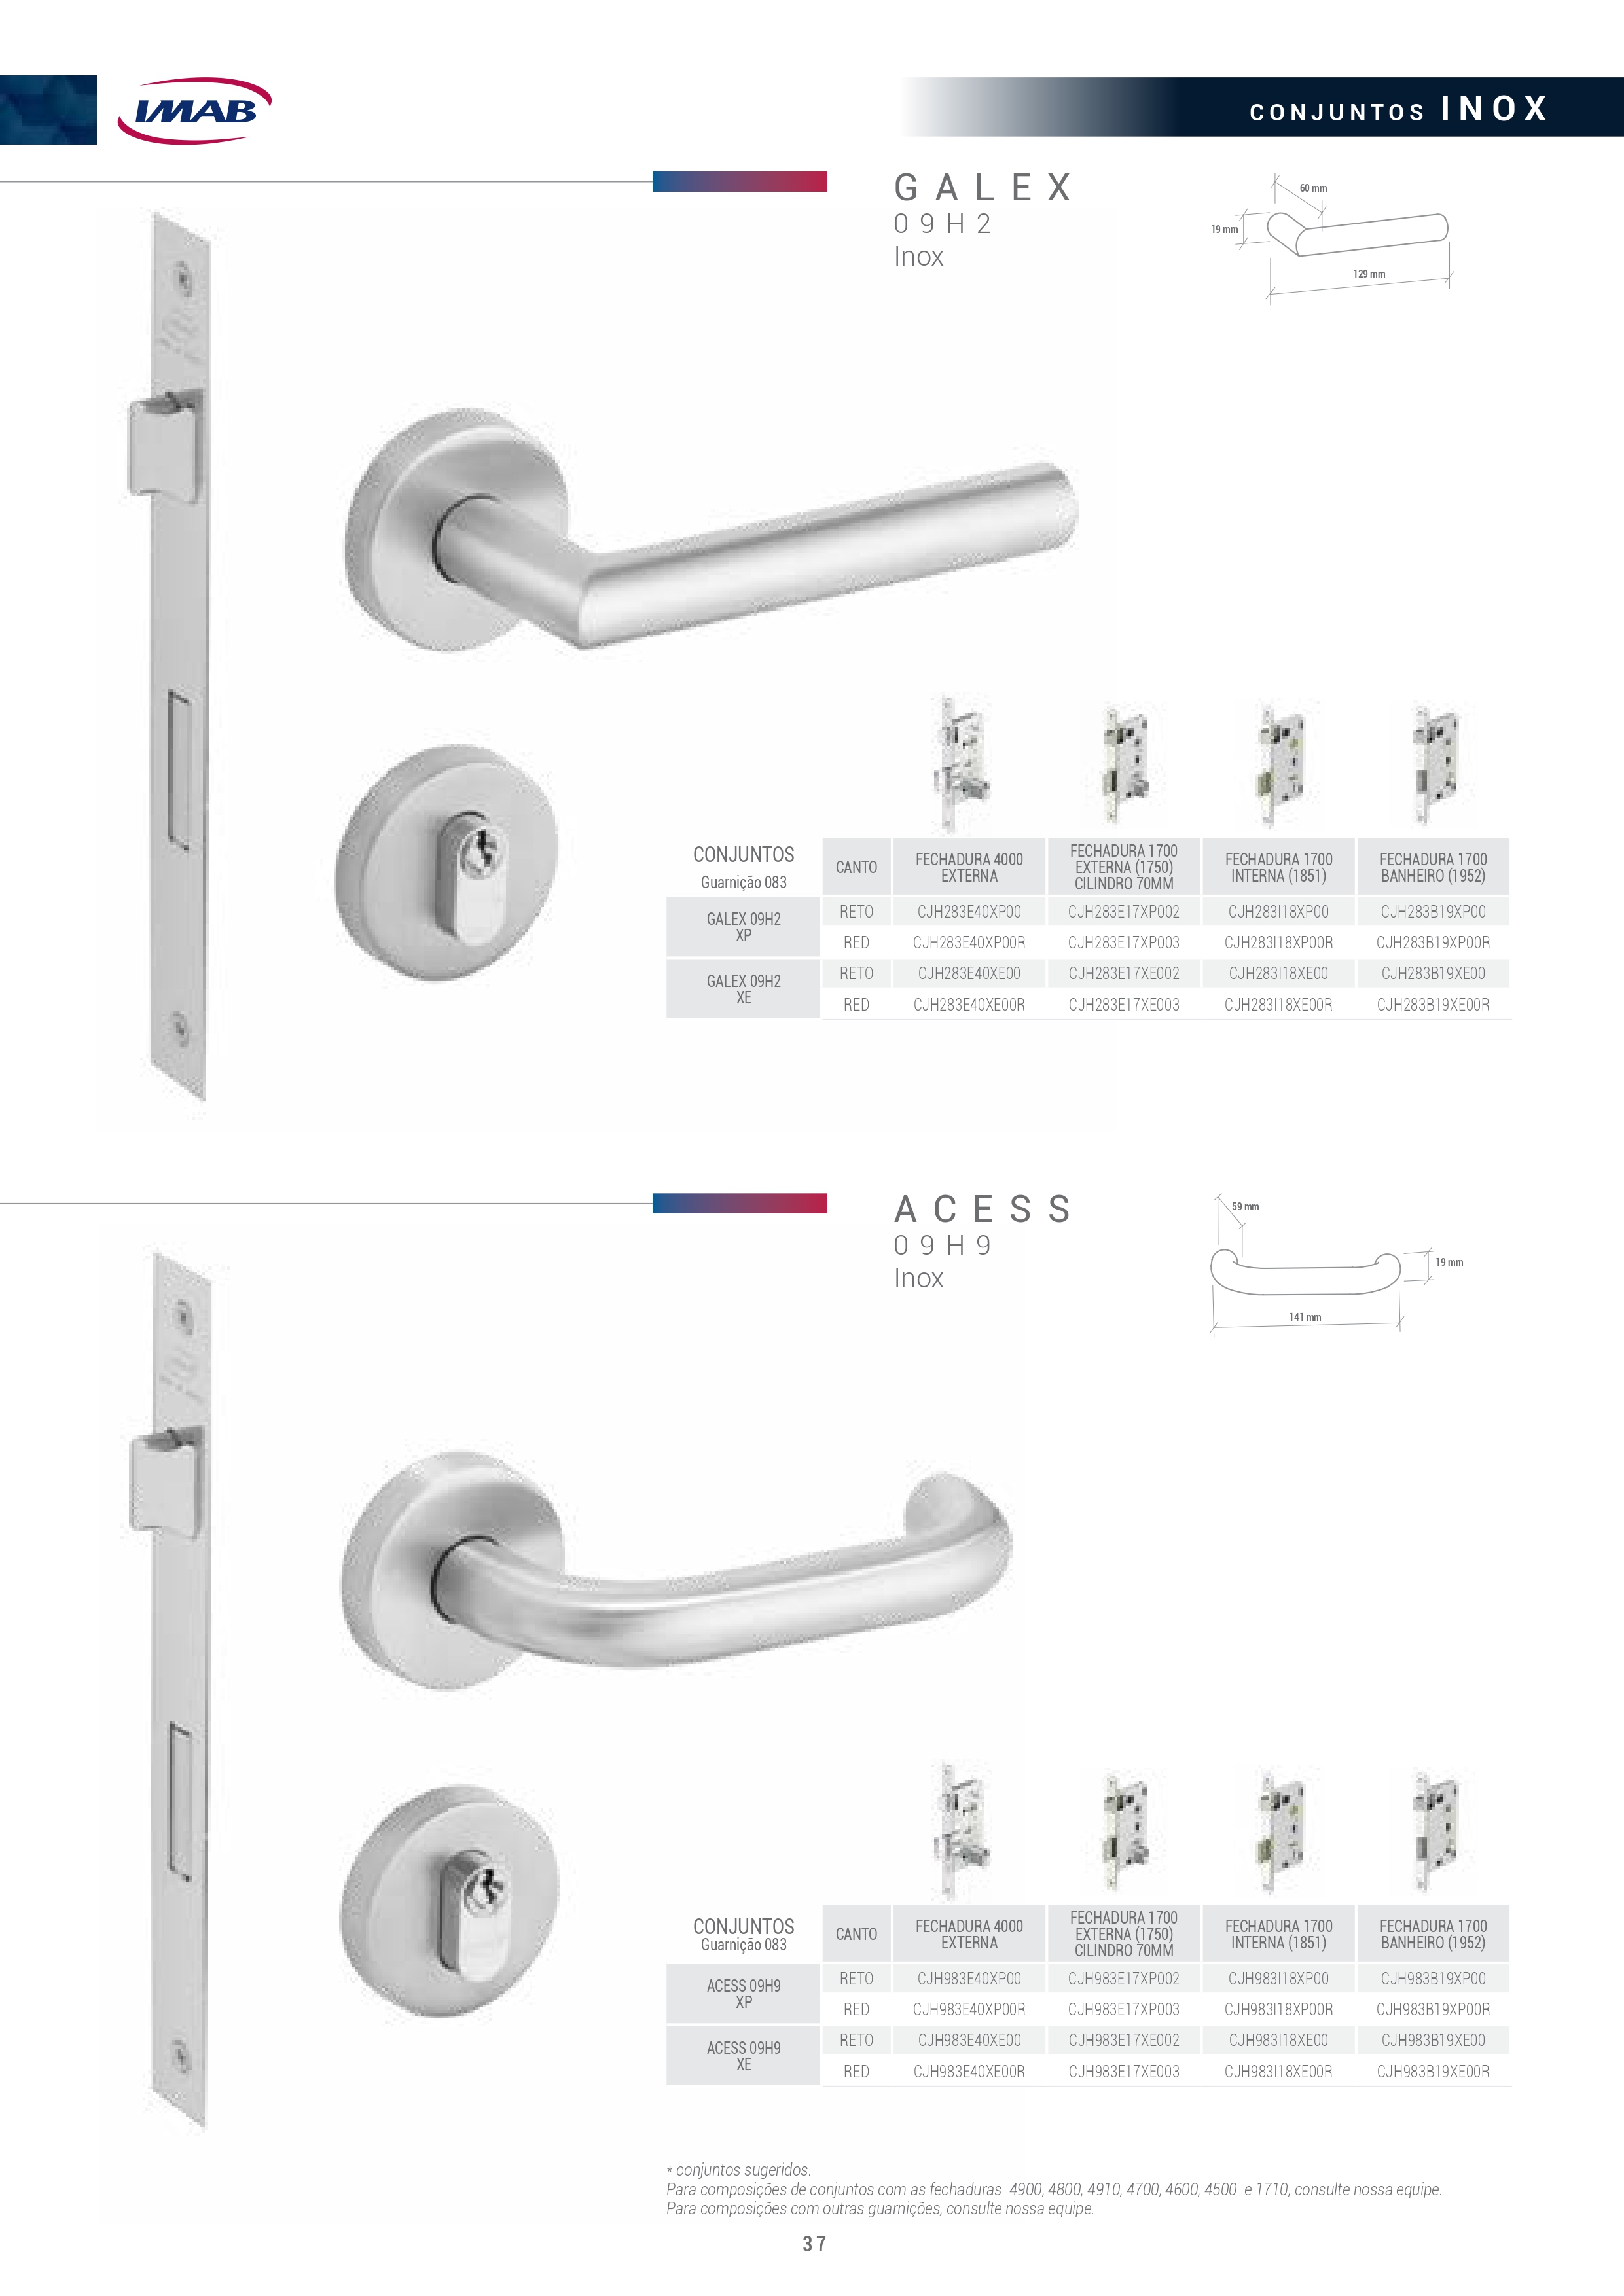 IMAB
CONJUNTOS INOX
GALEX
09H2
Inox
60 mm
19 mm
129 mm
CONJUNTOS
Guarnição 083
CANTO
FECHADURA 4000
EXTERNA
FECHADURA 1700
EXTERNA (1750)
CILINDRO 70MM
FECHADURA 1700
INTERNA (1851)
FECHADURA 1700
BANHEIRO (1952)
GALEX 09H2
XP
RETO CJH283E40XP00 CJH283E17XP002 CJH283I18XP00 CJH283B19XP00
RED CJH283E40XP00R CJH283E17XP003 CJH283I18XP00R CJH283B19XP00R
GALEX 09H2
XE
RETO CJH283E40XE00 CJH283E17XE002 CJH283I18XE00 CJH283B19XE00
RED CJH283E40XE00R CJH283E17XE003 CJH283I18XE00R CJH283B19XE00R
ACESS
09H9
Inox
59 mm
19 mm
141 mm
CONJUNTOS
Guarnição 083
CANTO
FECHADURA 4000
EXTERNA
FECHADURA 1700
EXTERNA (1750)
CILINDRO 70MM
FECHADURA 1700
INTERNA (1851)
FECHADURA 1700
BANHEIRO (1952)
ACESS 09H9
XP
RETO CJH983E40XP00 CJH983E17XP002 CJH983I18XP00 CJH983B19XP00
RED CJH983E40XP00R CJH983E17XP003 CJH983I18XP00R CJH983B19XP00R
ACESS 09H9
XE
RETO CJH983E40XE00 CJH983E17XE002 CJH983I18XE00 CJH983B19XE00
RED CJH983E40XE00R CJH983E17XE003 CJH983I18XE00R CJH983B19XE00R
* conjuntos sugeridos.
Para composições de conjuntos com as fechaduras 4900, 4800, 4910, 4700, 4600, 4500 e 1710, consulte nossa equipe.
Para composições com outras guarnições, consulte nossa equipe.
37